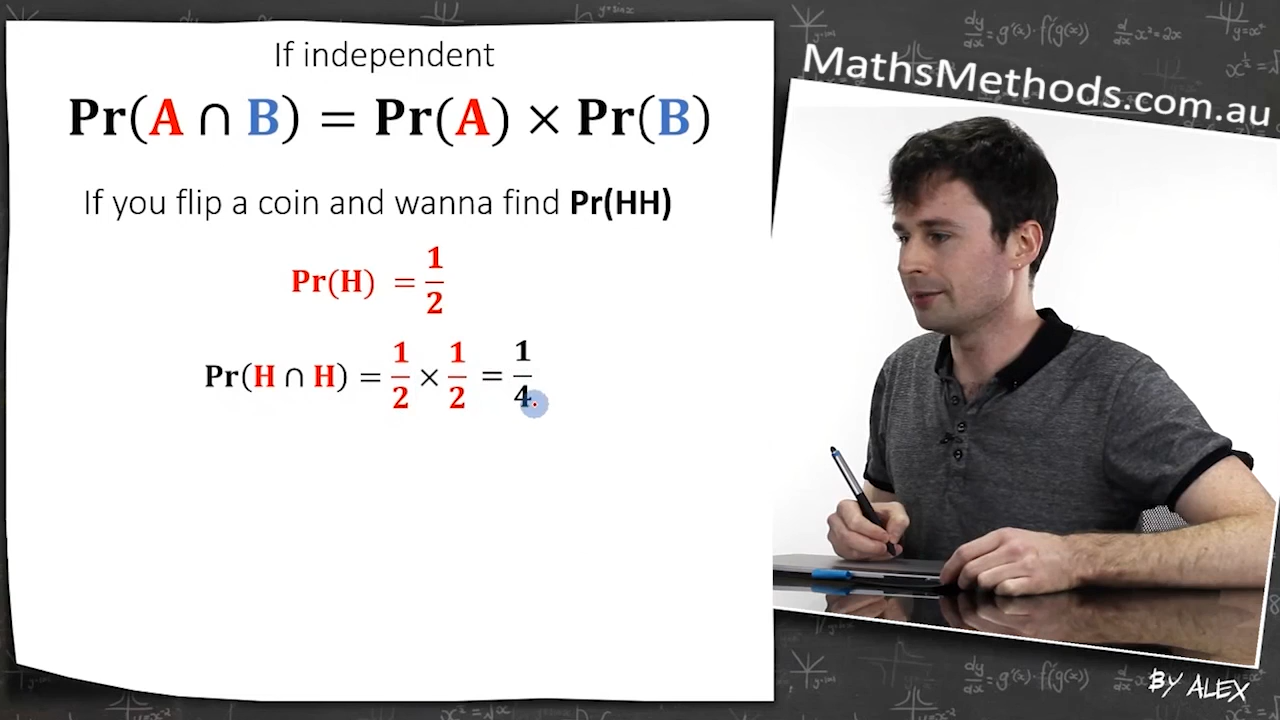 If independent
Pr(A ∩ B) = Pr(A) × Pr(B)
If you flip a coin and wanna find Pr(HH)
Pr(H) = 1/2
Pr(H ∩ H) = 1/2 × 1/2 = 1/4
MathsMethods.com.au
BY ALEX